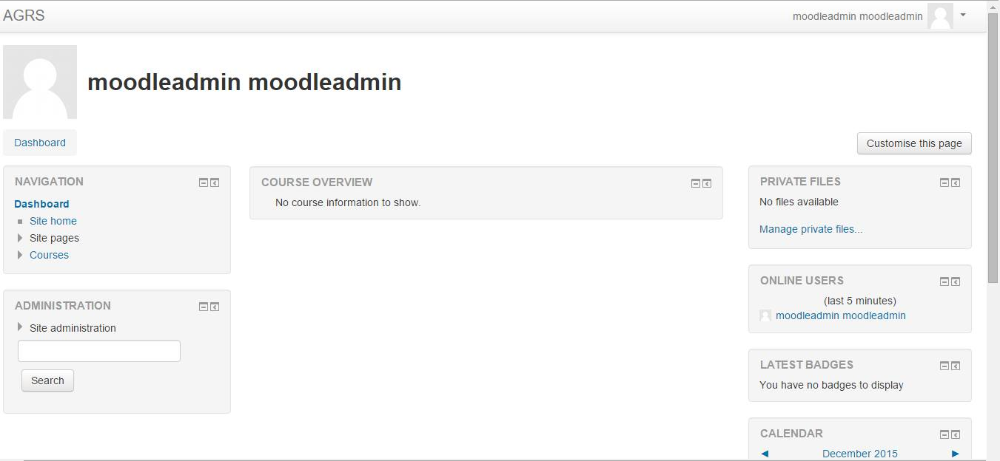 AGRS
moodleadmin moodleadmin
moodleadmin moodleadmin
Dashboard
Customise this page
NAVIGATION
Dashboard
Site home
Site pages
Courses
ADMINISTRATION
Site administration
Search
COURSE OVERVIEW
No course information to show.
PRIVATE FILES
No files available
Manage private files...
ONLINE USERS
(last 5 minutes)
moodleadmin moodleadmin
LATEST BADGES
You have no badges to display
CALENDAR
◀ December 2015 ▶